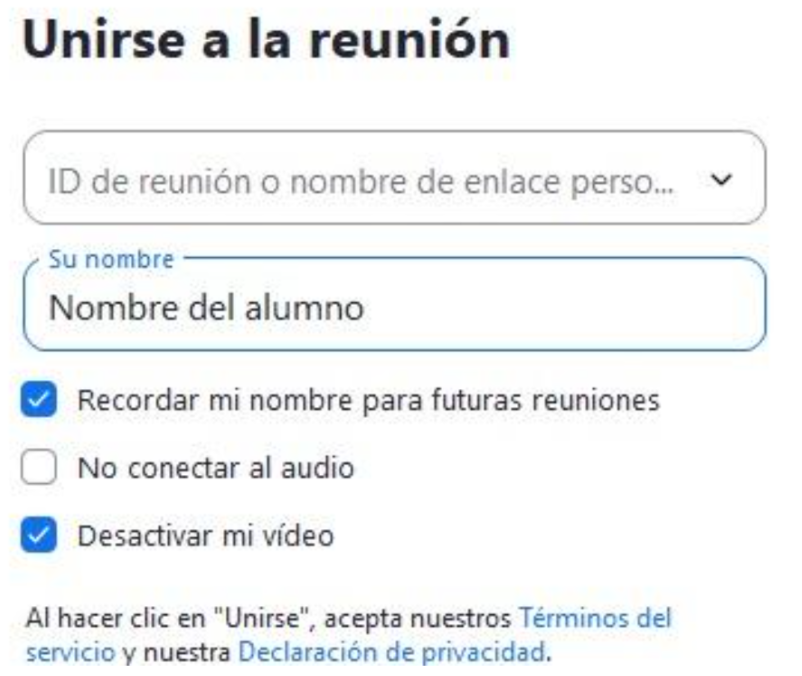 Unirse a la reunión
ID de reunión o nombre de enlace perso...
Su nombre
Nombre del alumno
Recordar mi nombre para futuras reuniones
No conectar al audio
Desactivar mi vídeo
Al hacer clic en "Unirse", acepta nuestros Términos del
servicio y nuestra Declaración de privacidad.